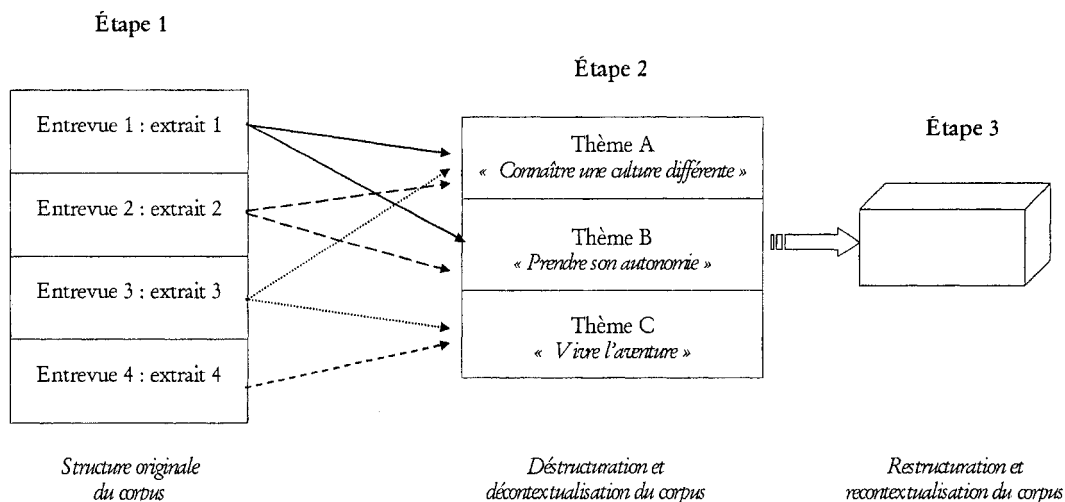 Étape 1
Entrevue 1 : extrait 1
Entrevue 2 : extrait 2
Entrevue 3 : extrait 3
Entrevue 4 : extrait 4
Structure originale
du corpus
Étape 2
Thème A
« Connaître une culture différente »
Thème B
« Prendre son autonomie »
Thème C
« Vivre l'aventure »
Déstructuration et
décontextualisation du corpus
Étape 3
Restructuration et
recontextualisation du corpus